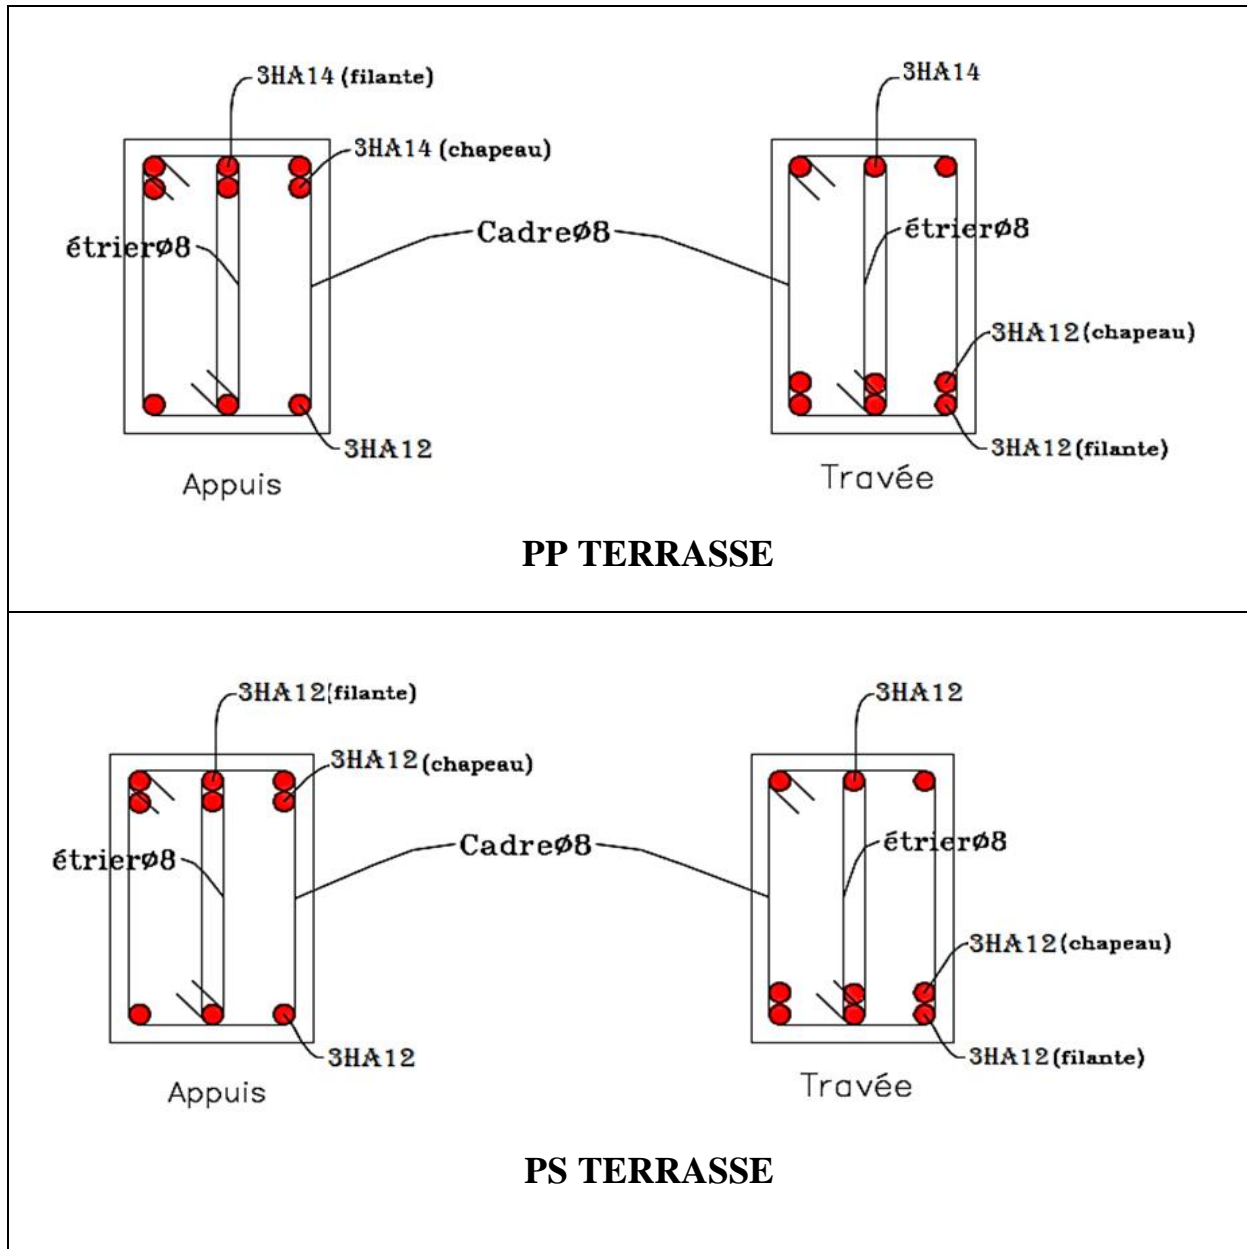 3HA14 (filante)
3HA14
3HA14 (chapeau)
étrierø8
Cadreø8
étrierø8
3HA12 (chapeau)
3HA12
3HA12 (filante)
Appuis
Travée
PP TERRASSE
3HA12 (filante)
3HA12
3HA12 (chapeau)
étrierø8
Cadreø8
étrierø8
3HA12 (chapeau)
3HA12
3HA12 (filante)
Appuis
Travée
PS TERRASSE